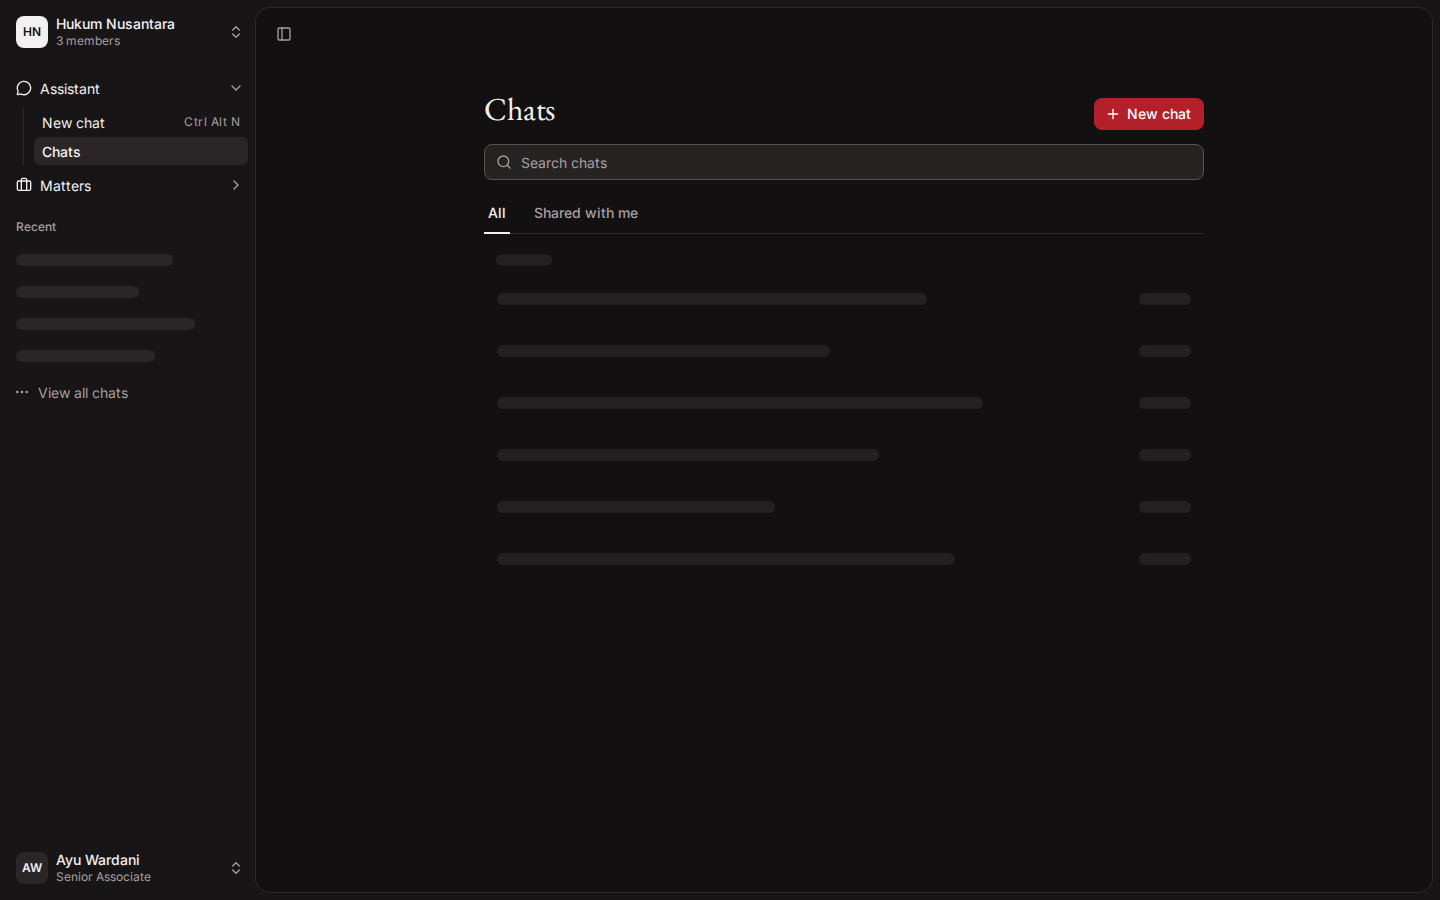 HN
Hukum Nusantara
3 members
Assistant
New chat
Ctrl Alt N
Chats
Matters
Recent
View all chats
AW
Ayu Wardani
Senior Associate
Chats
New chat
Search chats
All
Shared with me